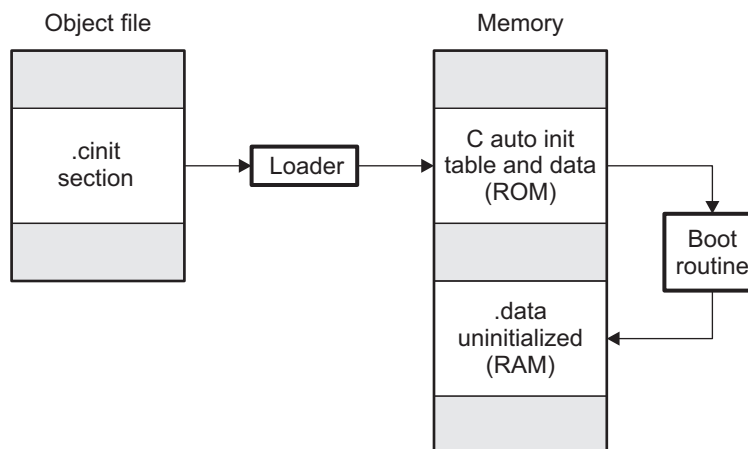 Object file
Memory
.cinit
section
Loader
C auto init
table and data
(ROM)
Boot
routine
.data
uninitialized
(RAM)